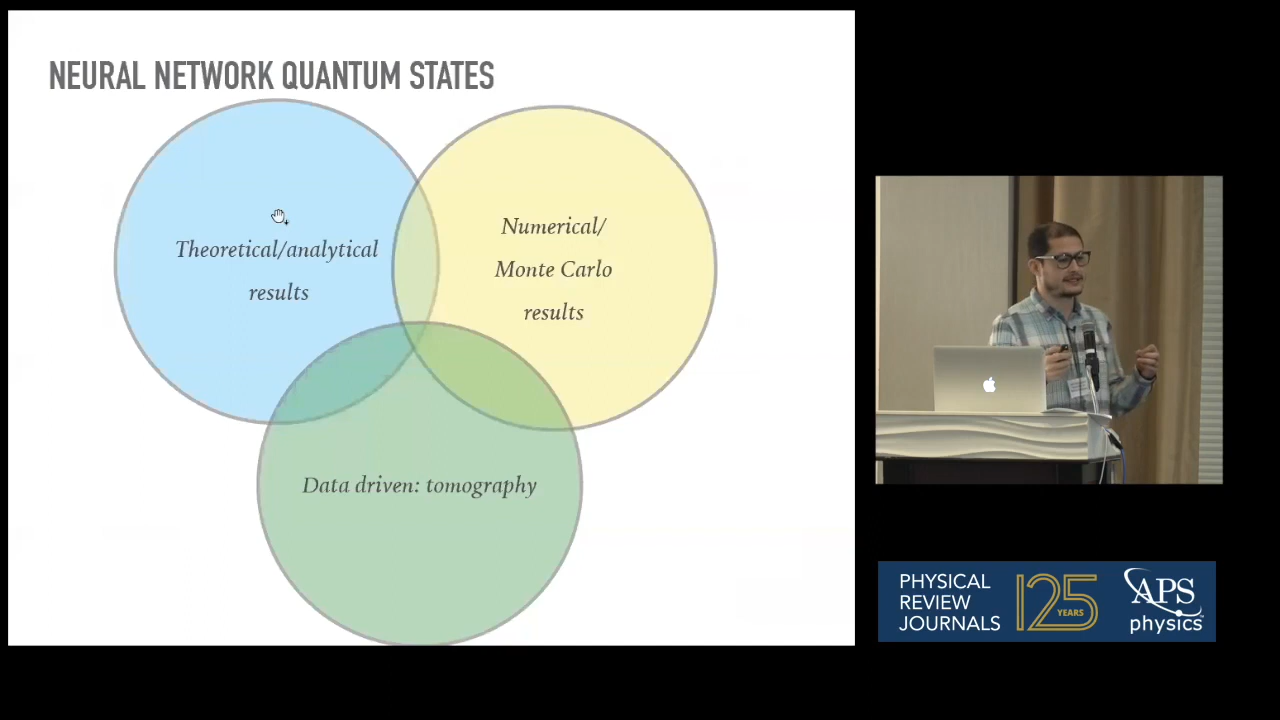 NEURAL NETWORK QUANTUM STATES
Theoretical/analytical
results
Numerical/
Monte Carlo
results
Data driven: tomography
PHYSICAL
REVIEW
JOURNALS
125
YEARS
APS
physics